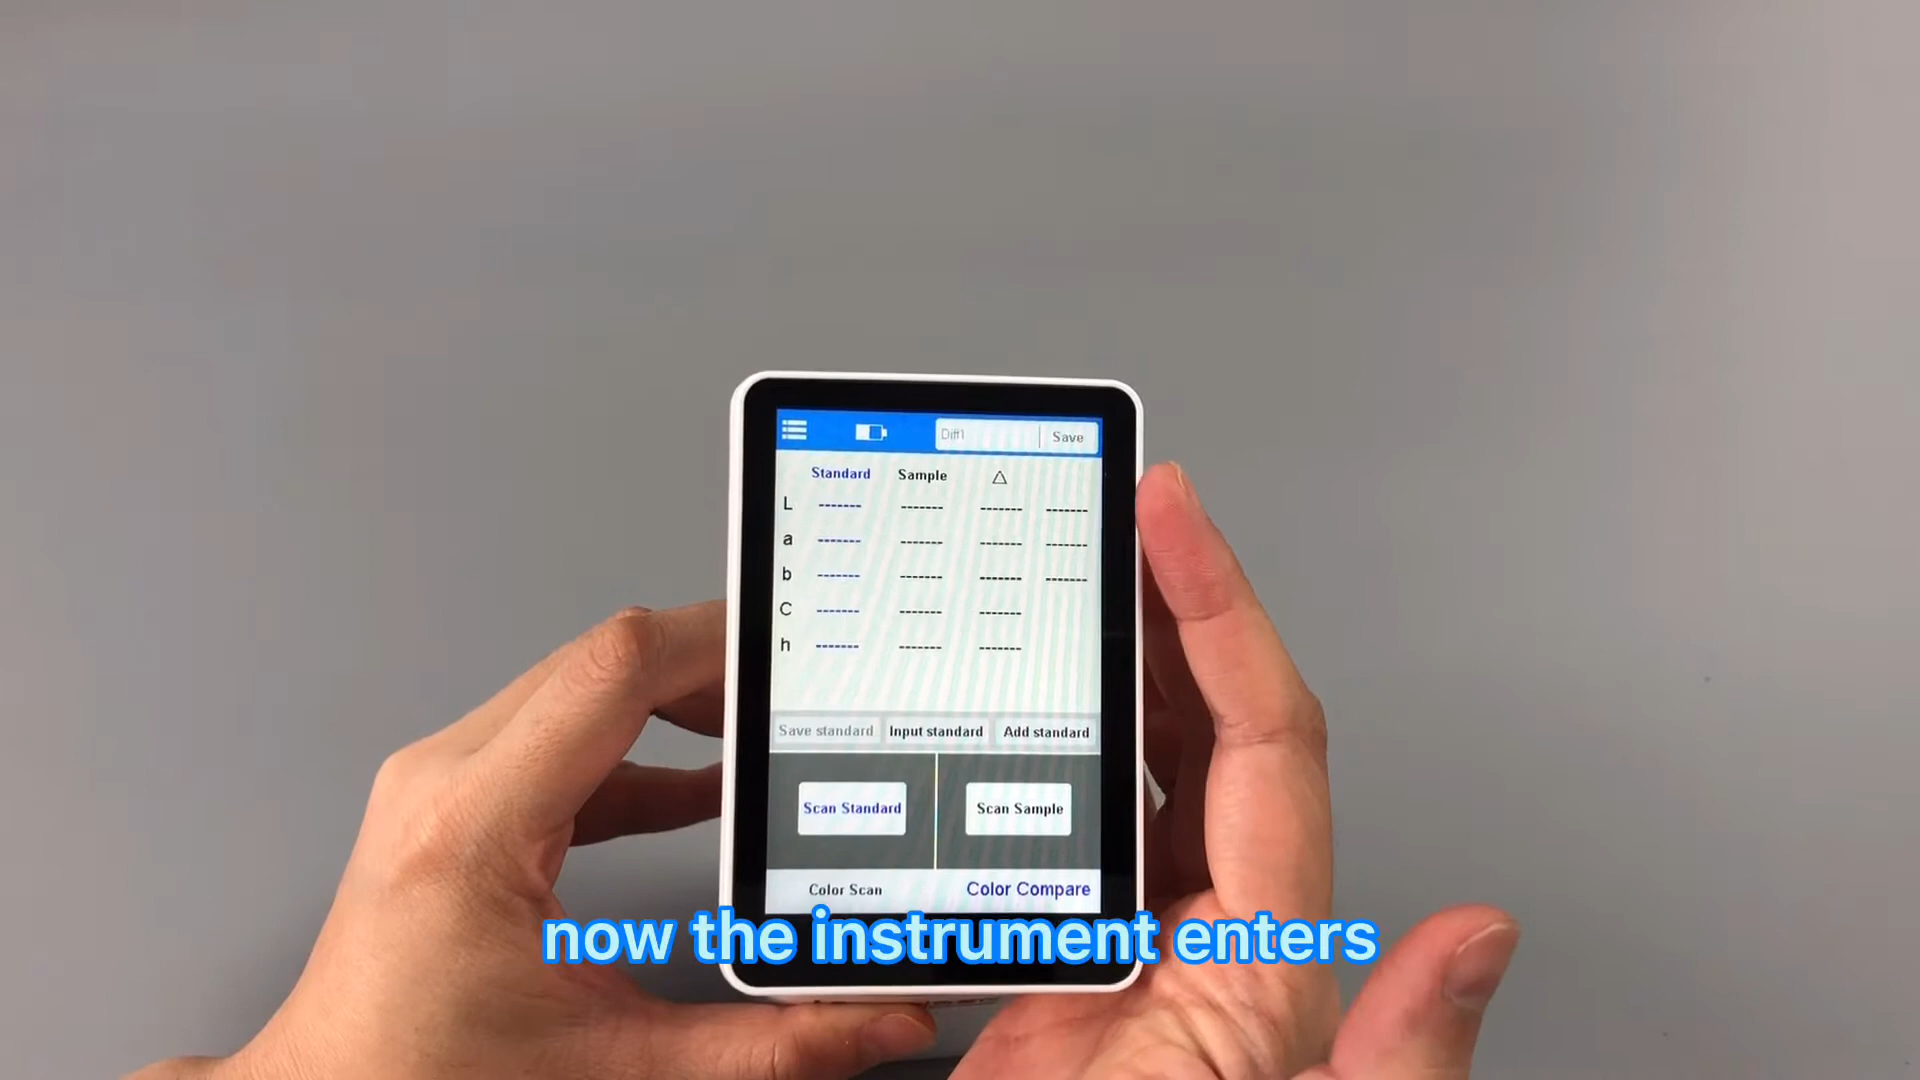 Diff1 Save
Standard Sample △
L ------- ------- ------- -------
a ------- ------- ------- -------
b ------- ------- ------- -------
C ------- ------- -------
h ------- ------- -------
Save standard Input standard Add standard
Scan Standard Scan Sample
Color Scan Color Compare
now the instrument enters